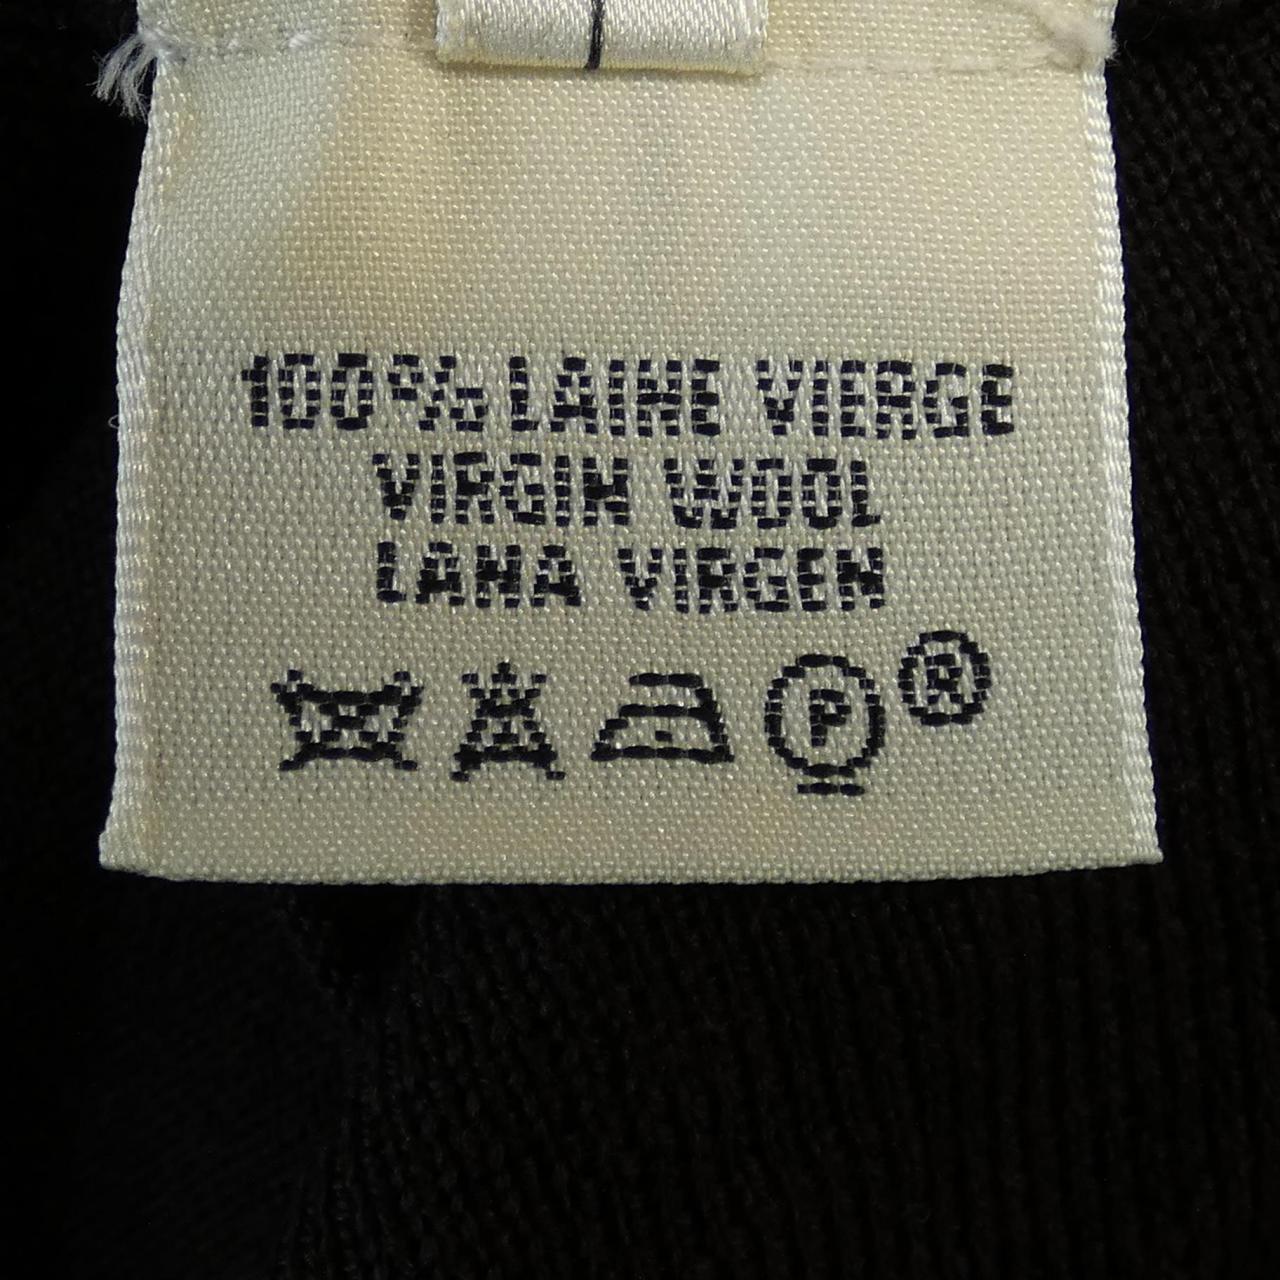 100% LAINE VIERGE
VIRGIN WOOL
LANA VIRGEN
P ®